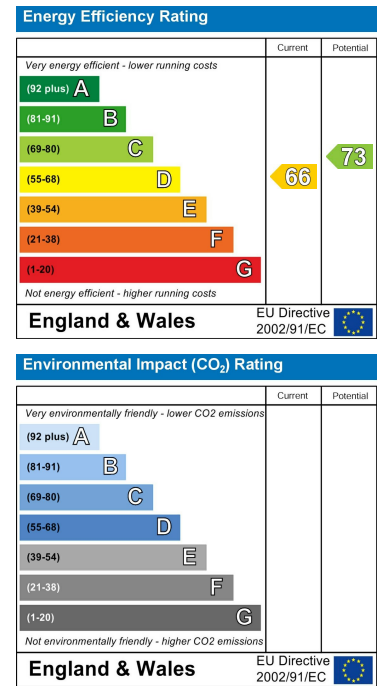 Energy Efficiency Rating
Current Potential
Very energy efficient - lower running costs
(92 plus) A
(81-91) B
(69-80) C
73
(55-68) D
66
(39-54) E
(21-38) F
(1-20) G
Not energy efficient - higher running costs
England & Wales
EU Directive
2002/91/EC
Environmental Impact (CO₂) Rating
Current Potential
Very environmentally friendly - lower CO2 emissions
(92 plus) A
(81-91) B
(69-80) C
(55-68) D
(39-54) E
(21-38) F
(1-20) G
Not environmentally friendly - higher CO2 emissions
England & Wales
EU Directive
2002/91/EC